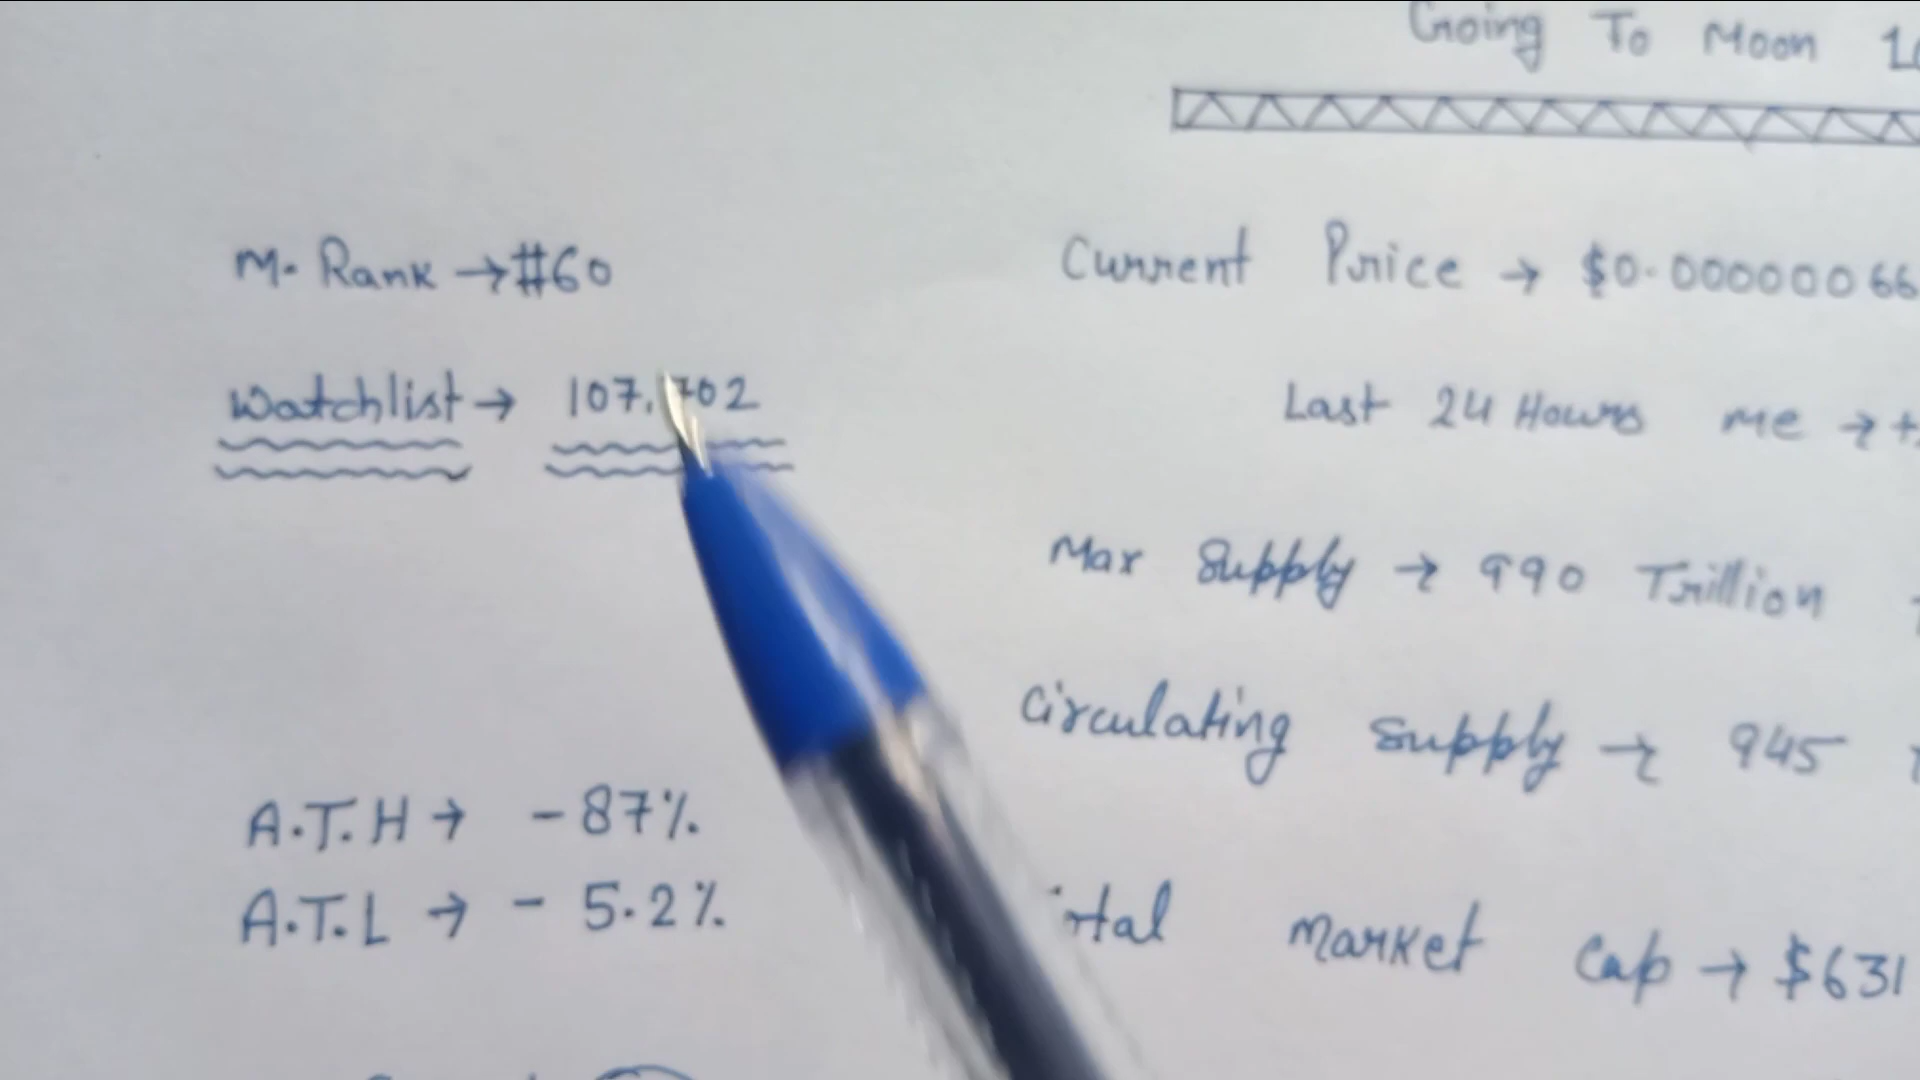 Going To Moon
M. Rank → #60
Current Price → $0.00000066
Watchlist → 107,702
Last 24 Hours me → +
Max Supply → 990 Trillion
Circulating Supply → 945
A.T.H → - 87%
A.T.L → - 5.2%
Market Cap → $631